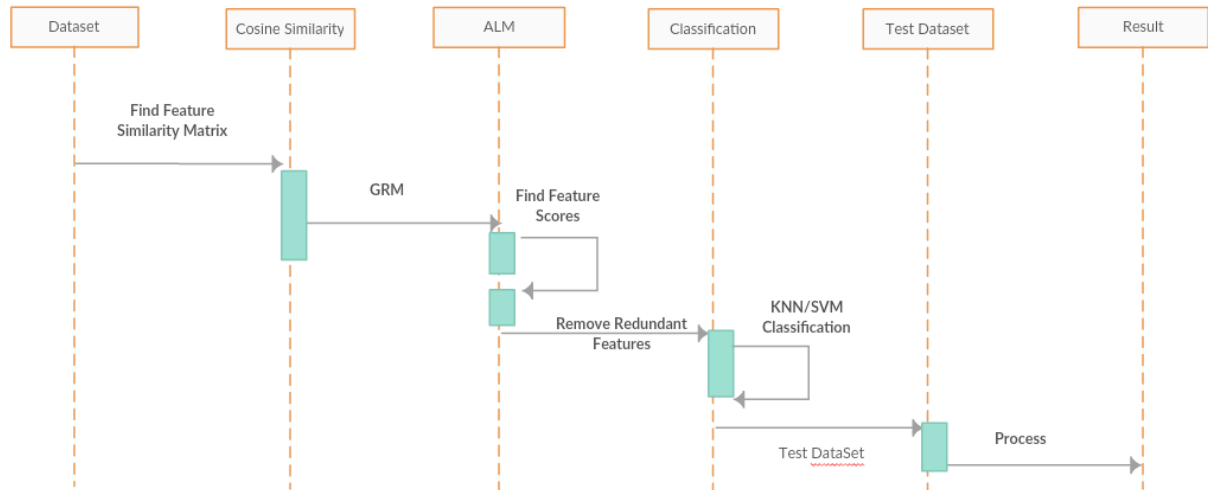 Dataset
Cosine Similarity
ALM
Classification
Test Dataset
Result
Find Feature
Similarity Matrix
GRM
Find Feature
Scores
Remove Redundant
Features
KNN/SVM
Classification
Test DataSet
Process